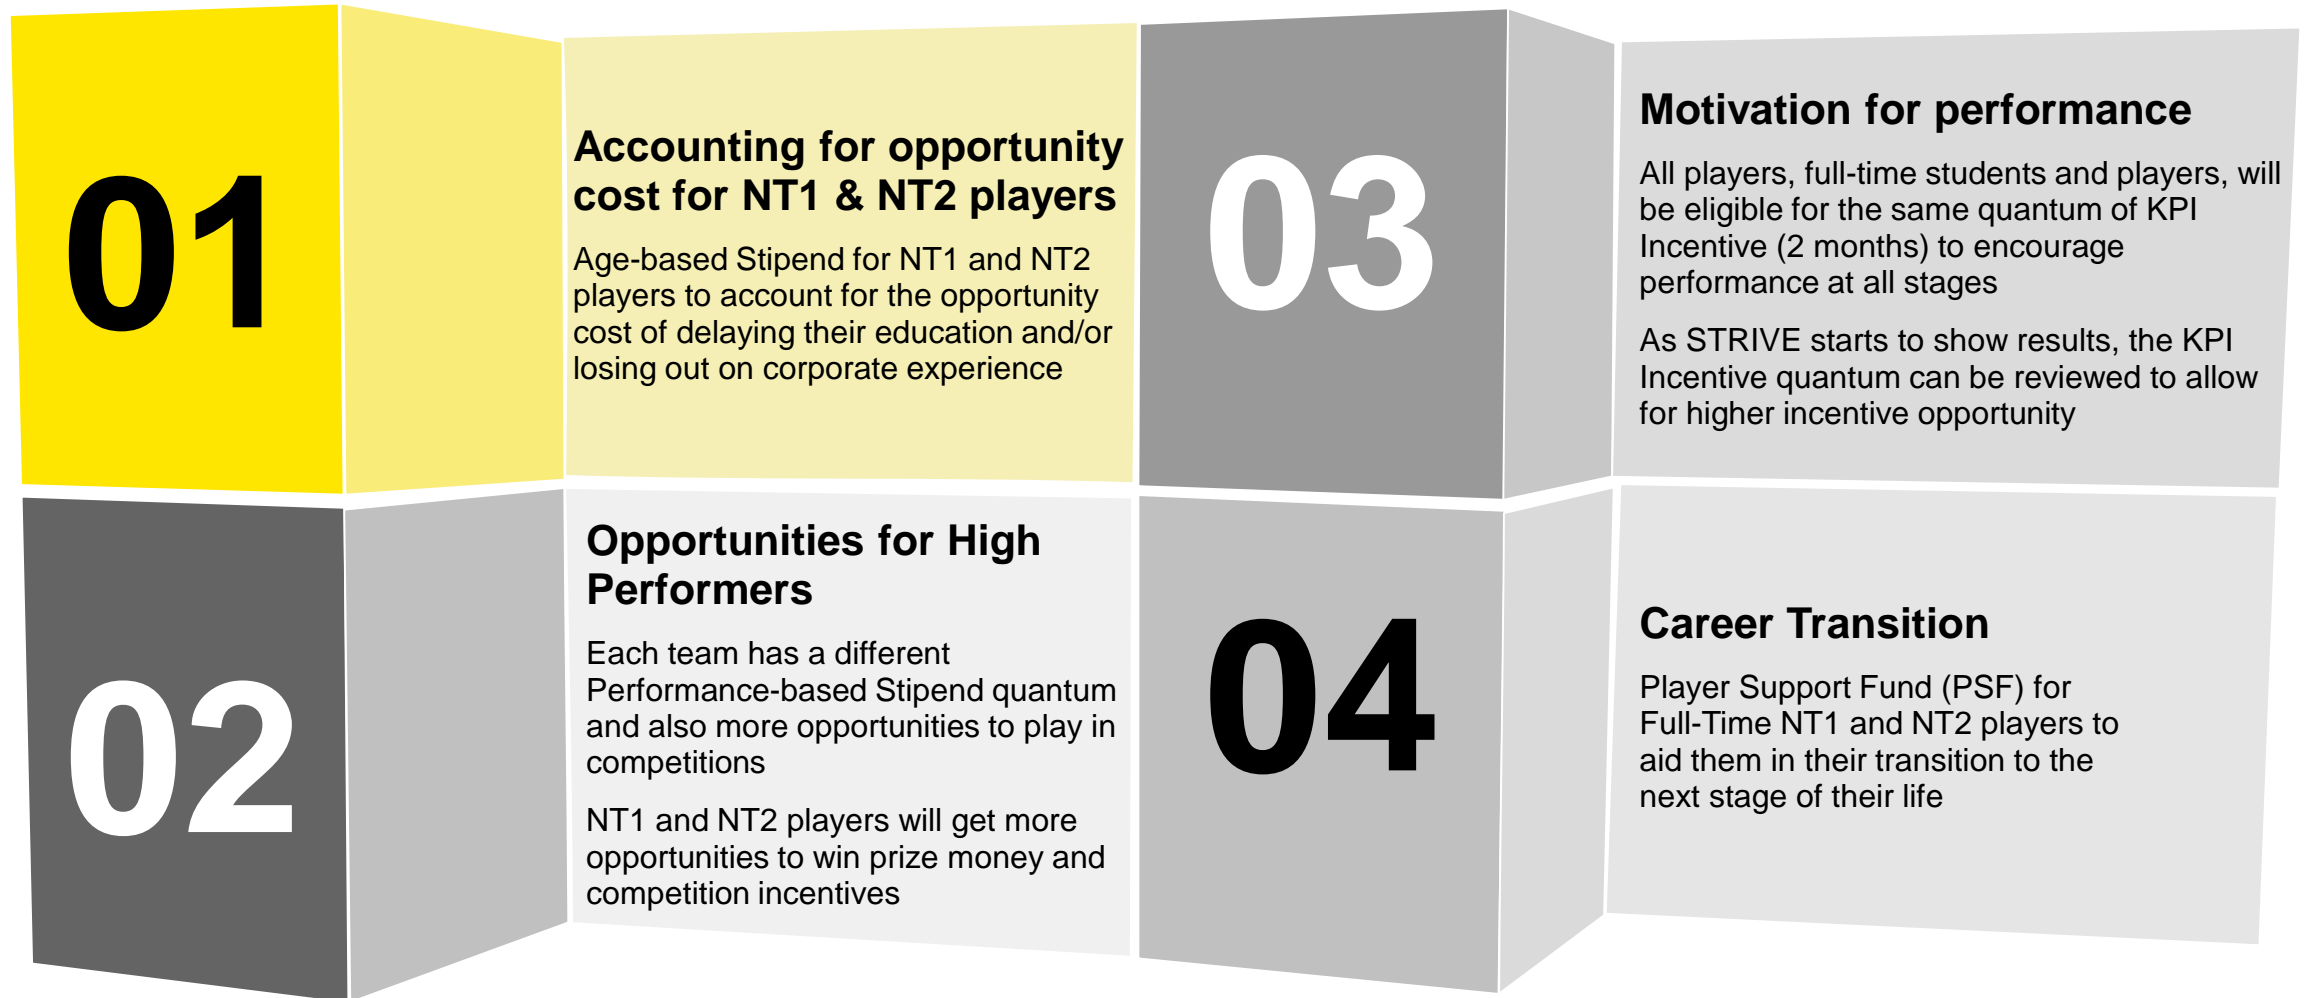 01
Accounting for opportunity
cost for NT1 & NT2 players
Age-based Stipend for NT1 and NT2
players to account for the opportunity
cost of delaying their education and/or
losing out on corporate experience
02
Opportunities for High
Performers
Each team has a different
Performance-based Stipend quantum
and also more opportunities to play in
competitions
NT1 and NT2 players will get more
opportunities to win prize money and
competition incentives
03
Motivation for performance
All players, full-time students and players, will
be eligible for the same quantum of KPI
Incentive (2 months) to encourage
performance at all stages
As STRIVE starts to show results, the KPI
Incentive quantum can be reviewed to allow
for higher incentive opportunity
04
Career Transition
Player Support Fund (PSF) for
Full-Time NT1 and NT2 players to
aid them in their transition to the
next stage of their life